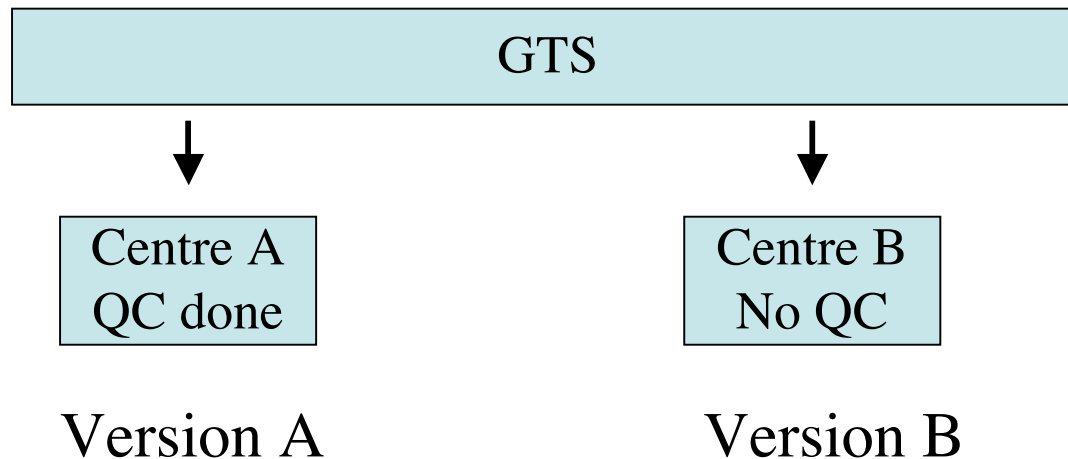 GTS
Centre A
QC done
Centre B
No QC
Version A
Version B